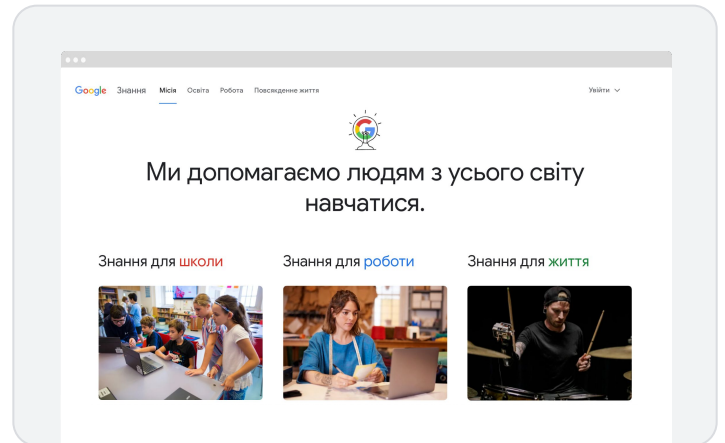 Google Знання Місія Освіта Робота Повсякденне життя Увійти
Ми допомагаємо людям з усього світу
навчатися.
Знання для школи Знання для роботи Знання для життя